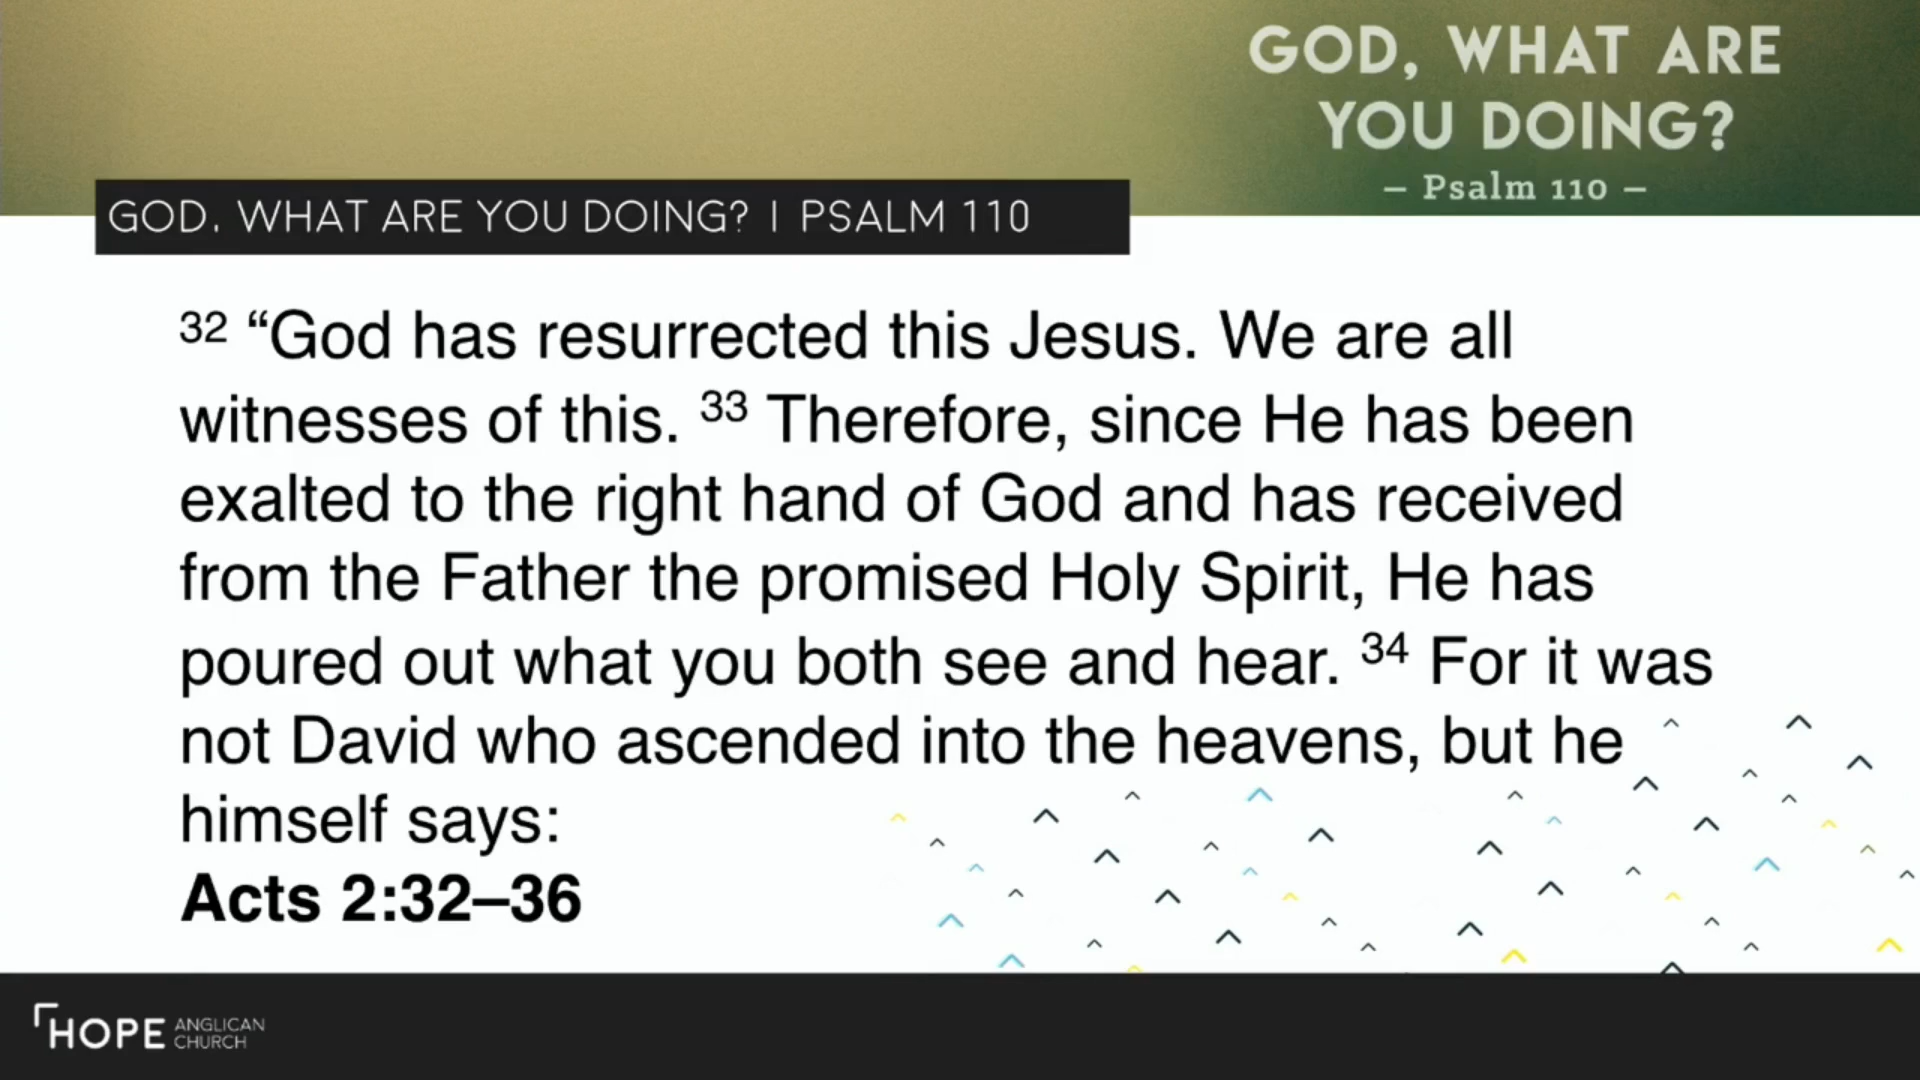 GOD, WHAT ARE
YOU DOING?
– Psalm 110 –
GOD, WHAT ARE YOU DOING? | PSALM 110
32 “God has resurrected this Jesus. We are all
witnesses of this. 33 Therefore, since He has been
exalted to the right hand of God and has received
from the Father the promised Holy Spirit, He has
poured out what you both see and hear. 34 For it was
not David who ascended into the heavens, but he
himself says:
Acts 2:32–36
HOPE ANGLICAN
CHURCH